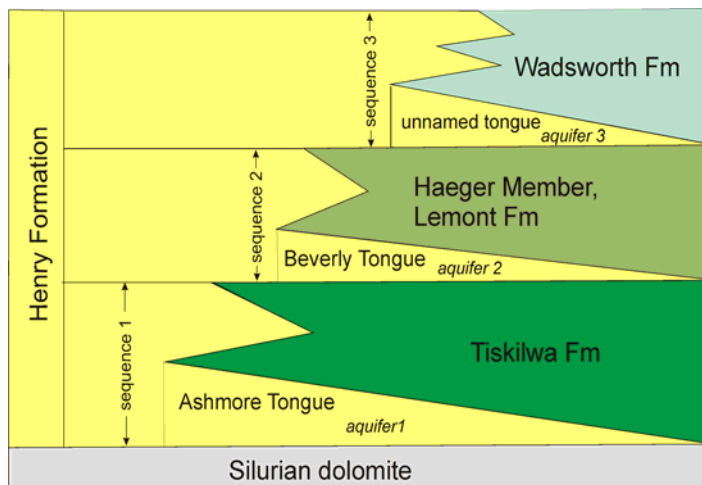 Henry Formation
sequence 3
Wadsworth Fm
unnamed tongue
aquifer 3
sequence 2
Haeger Member,
Lemont Fm
Beverly Tongue
aquifer 2
sequence 1
Tiskilwa Fm
Ashmore Tongue
aquifer1
Silurian dolomite